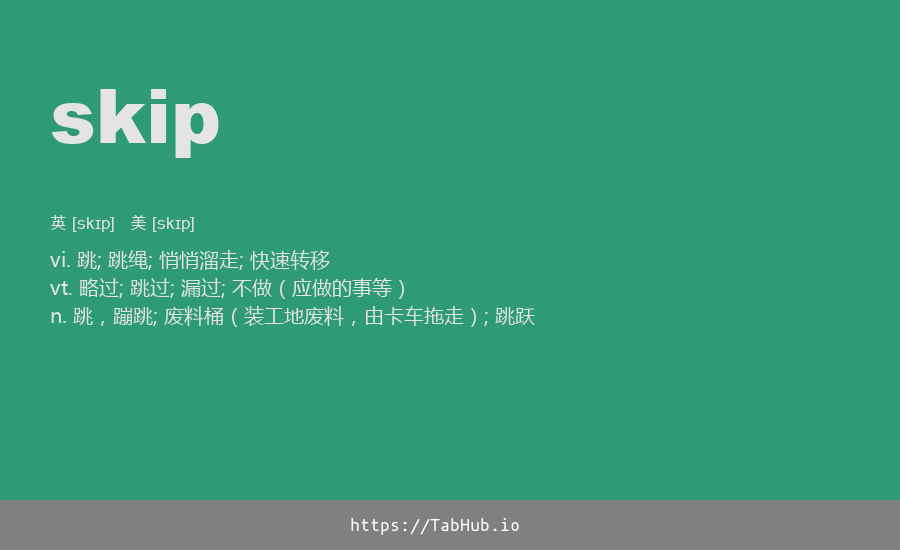 skip
英 [skɪp] 美 [skɪp]
vi. 跳; 跳绳; 悄悄溜走; 快速转移
vt. 略过; 跳过; 漏过; 不做（应做的事等）
n. 跳，蹦跳; 废料桶（装工地废料，由卡车拖走）; 跳跃
https://TabHub.io